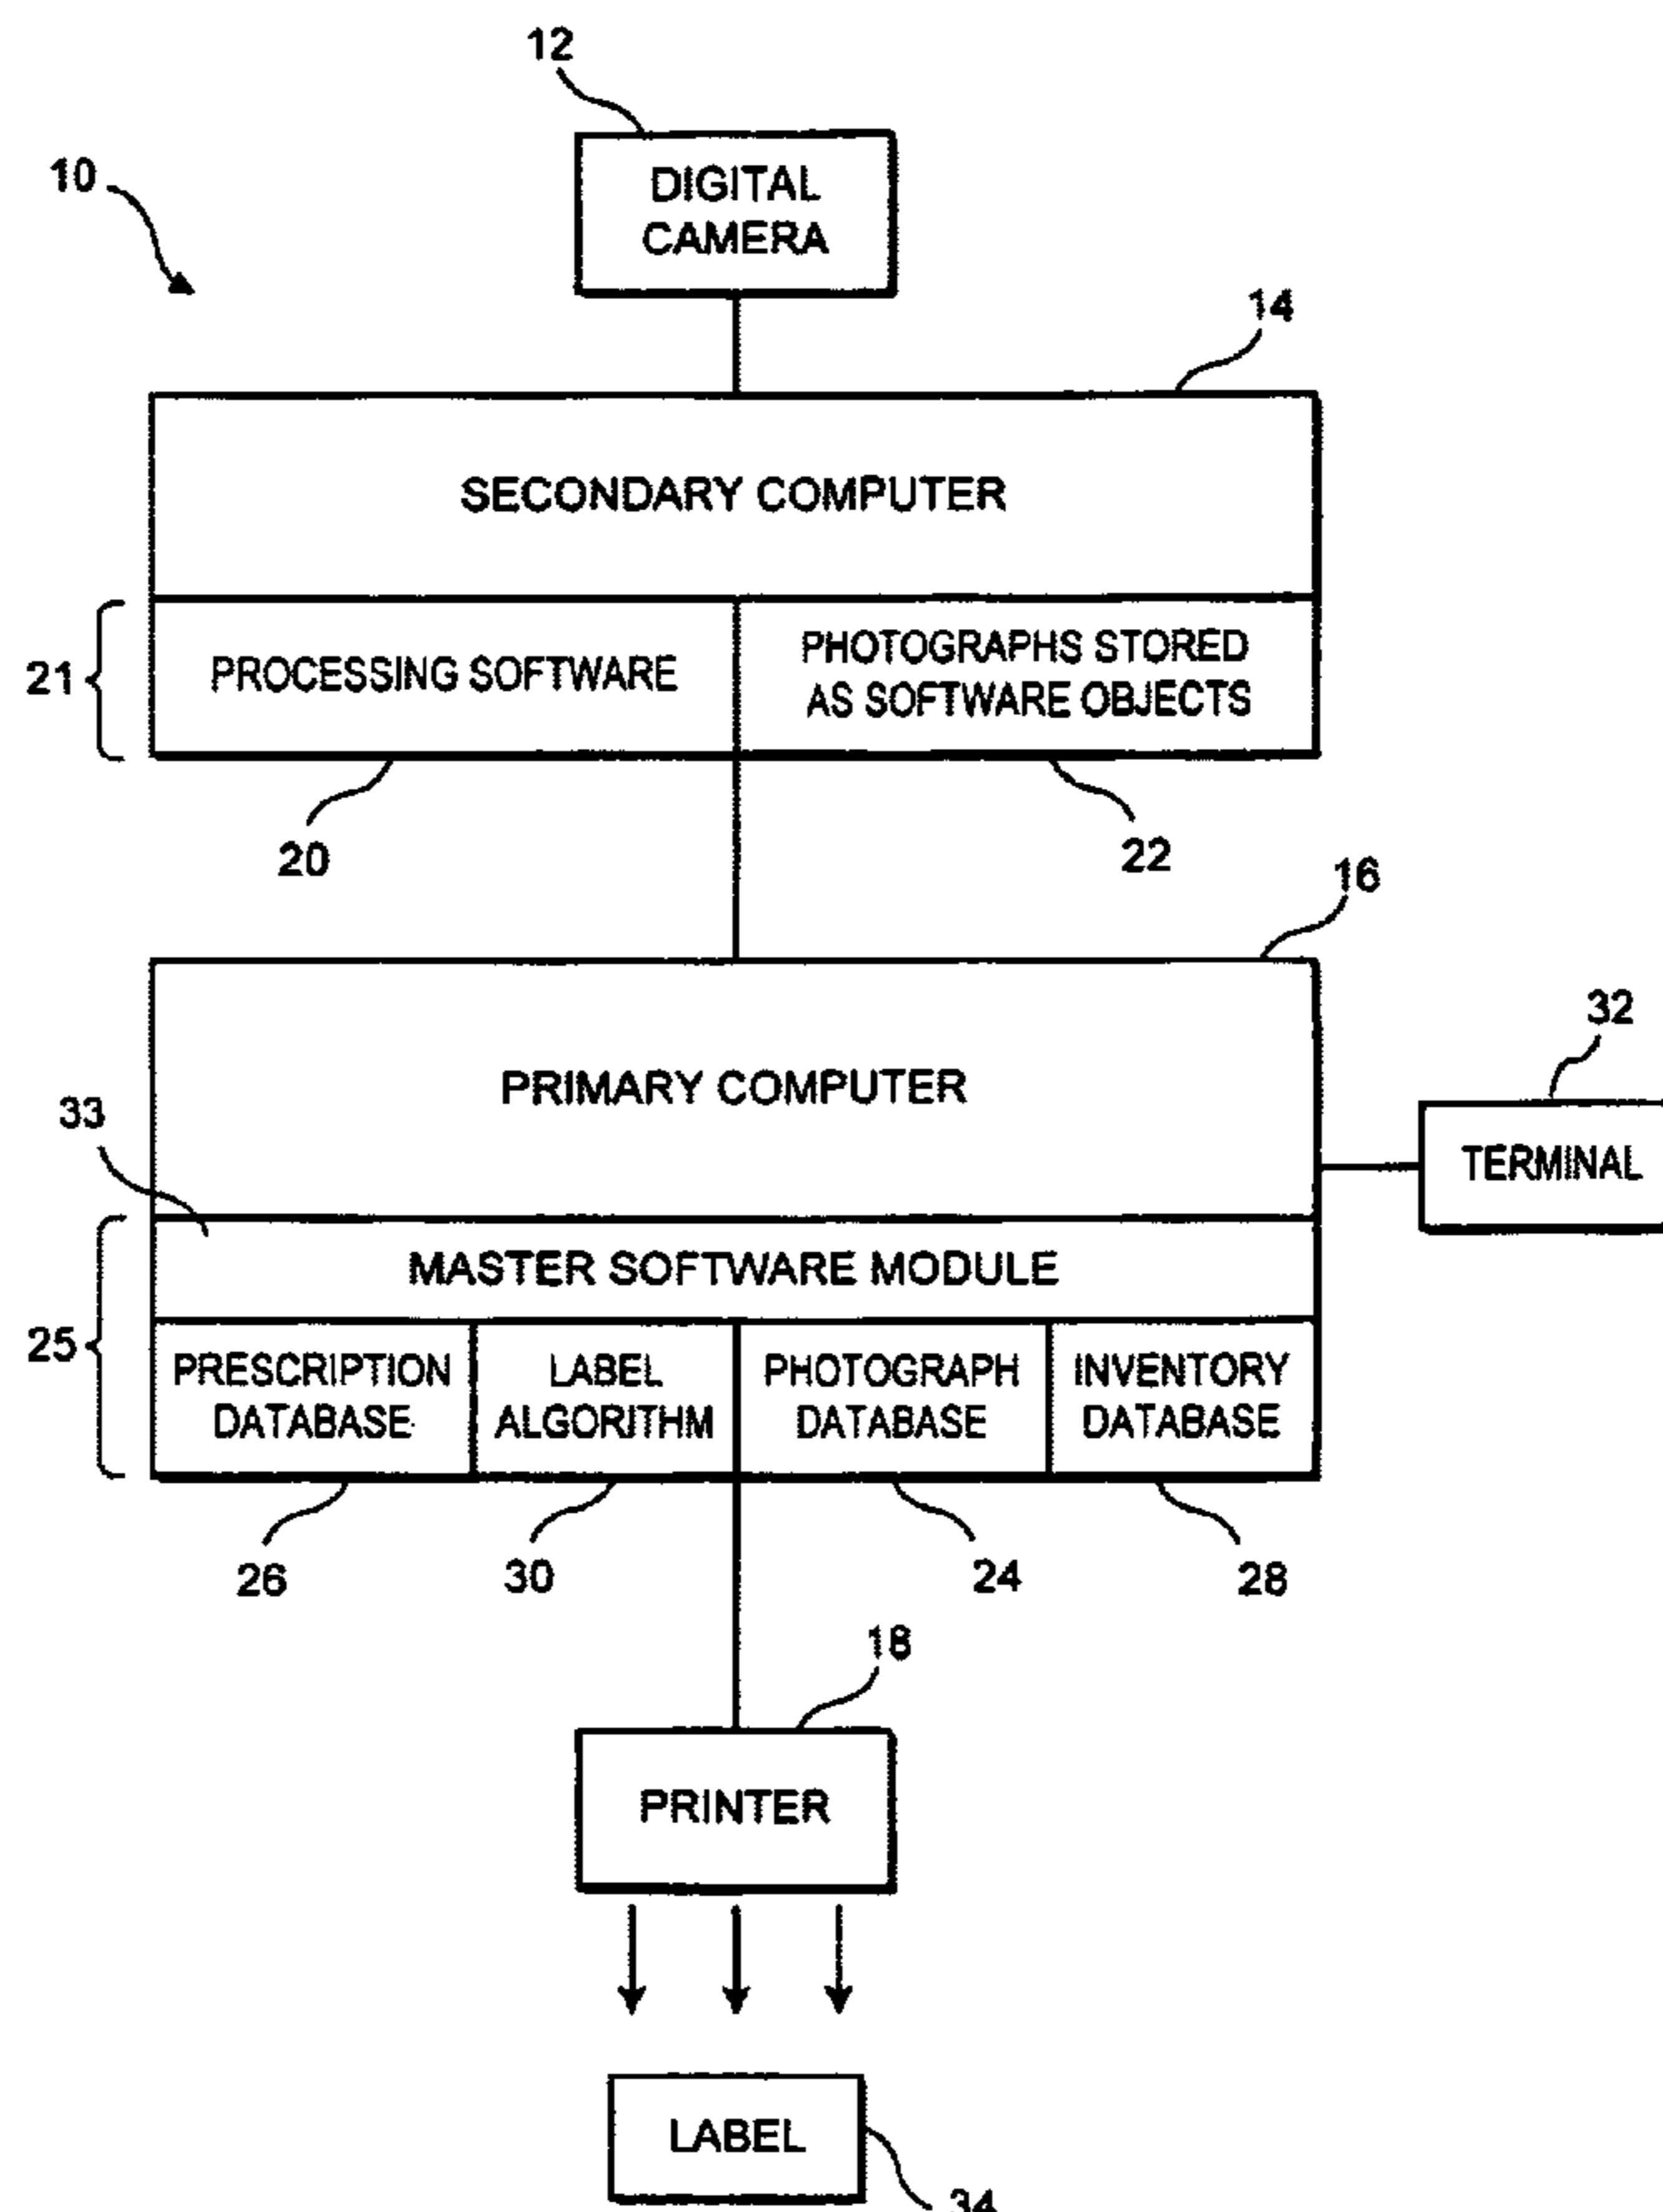 12
10
DIGITAL
CAMERA
14
SECONDARY COMPUTER
21
PROCESSING SOFTWARE
PHOTOGRAPHS STORED
AS SOFTWARE OBJECTS
20
22
16
PRIMARY COMPUTER
32
TERMINAL
33
MASTER SOFTWARE MODULE
25
PRESCRIPTION
DATABASE
LABEL
ALGORITHM
PHOTOGRAPH
DATABASE
INVENTORY
DATABASE
26
30
24
28
18
PRINTER
LABEL
34